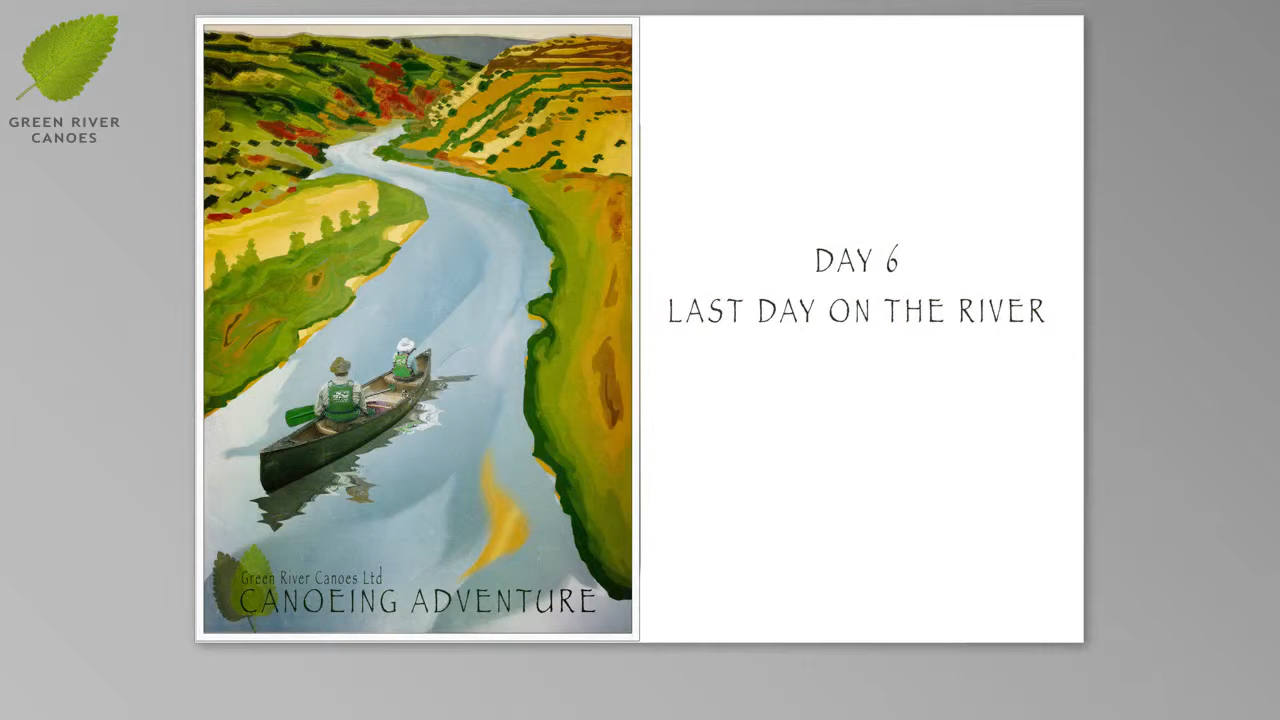 GREEN RIVER
CANOES
Green River Canoes Ltd
CANOEING ADVENTURE
DAY 6
LAST DAY ON THE RIVER